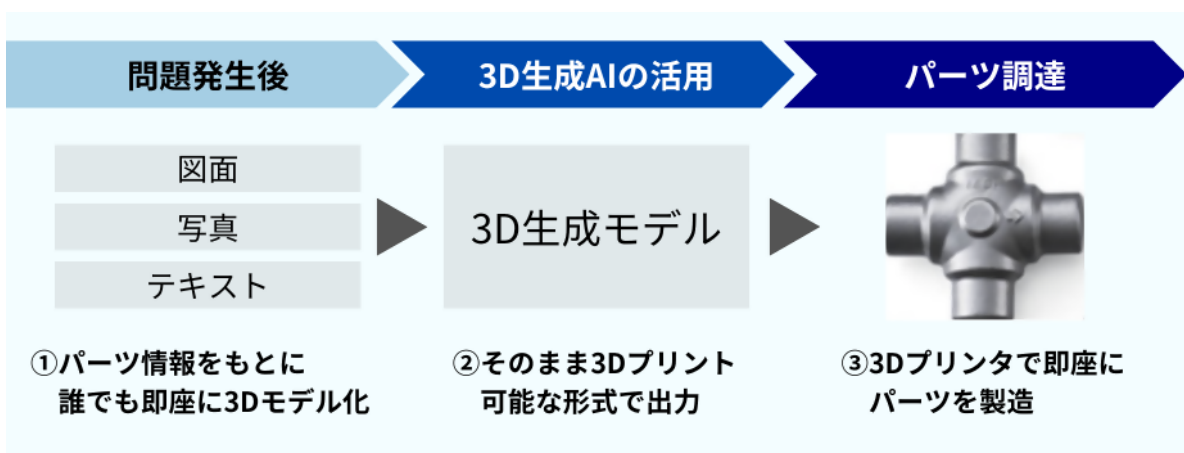 問題発生後
3D生成AIの活用
パーツ調達
図面
写真
テキスト
3D生成モデル
①パーツ情報をもとに
誰でも即座に3Dモデル化
②そのまま3Dプリント
可能な形式で出力
③3Dプリンタで即座に
パーツを製造